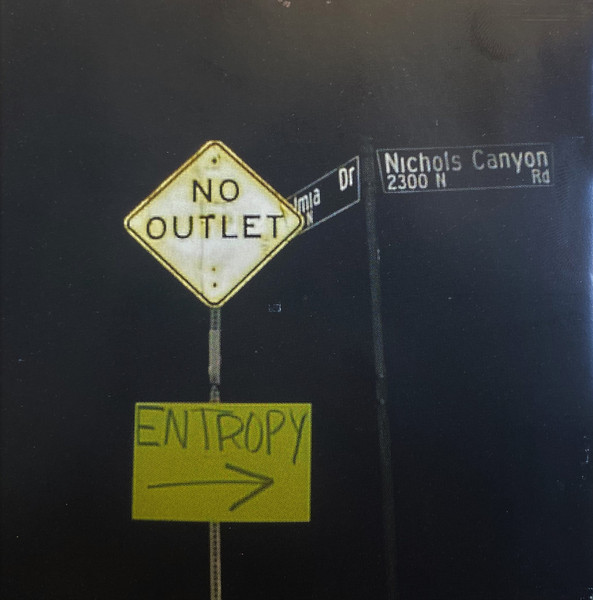 NO
OUTLET
Dr
N
Nichols Canyon
2300 N Rd
ENTROPY